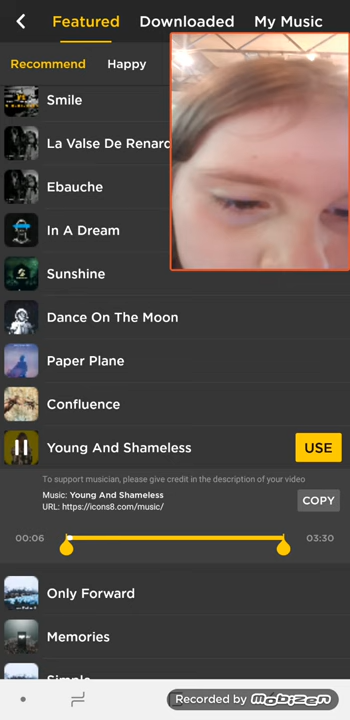 Featured Downloaded My Music
Recommend Happy
Smile
La Valse De Renard
Ebauche
In A Dream
Sunshine
Dance On The Moon
Paper Plane
Confluence
Young And Shameless USE
To support musician, please give credit in the description of your video
Music: Young And Shameless
URL: https://icons8.com/music/
COPY
00:06 03:30
Only Forward
Memories
Simple
Recorded by mobizen